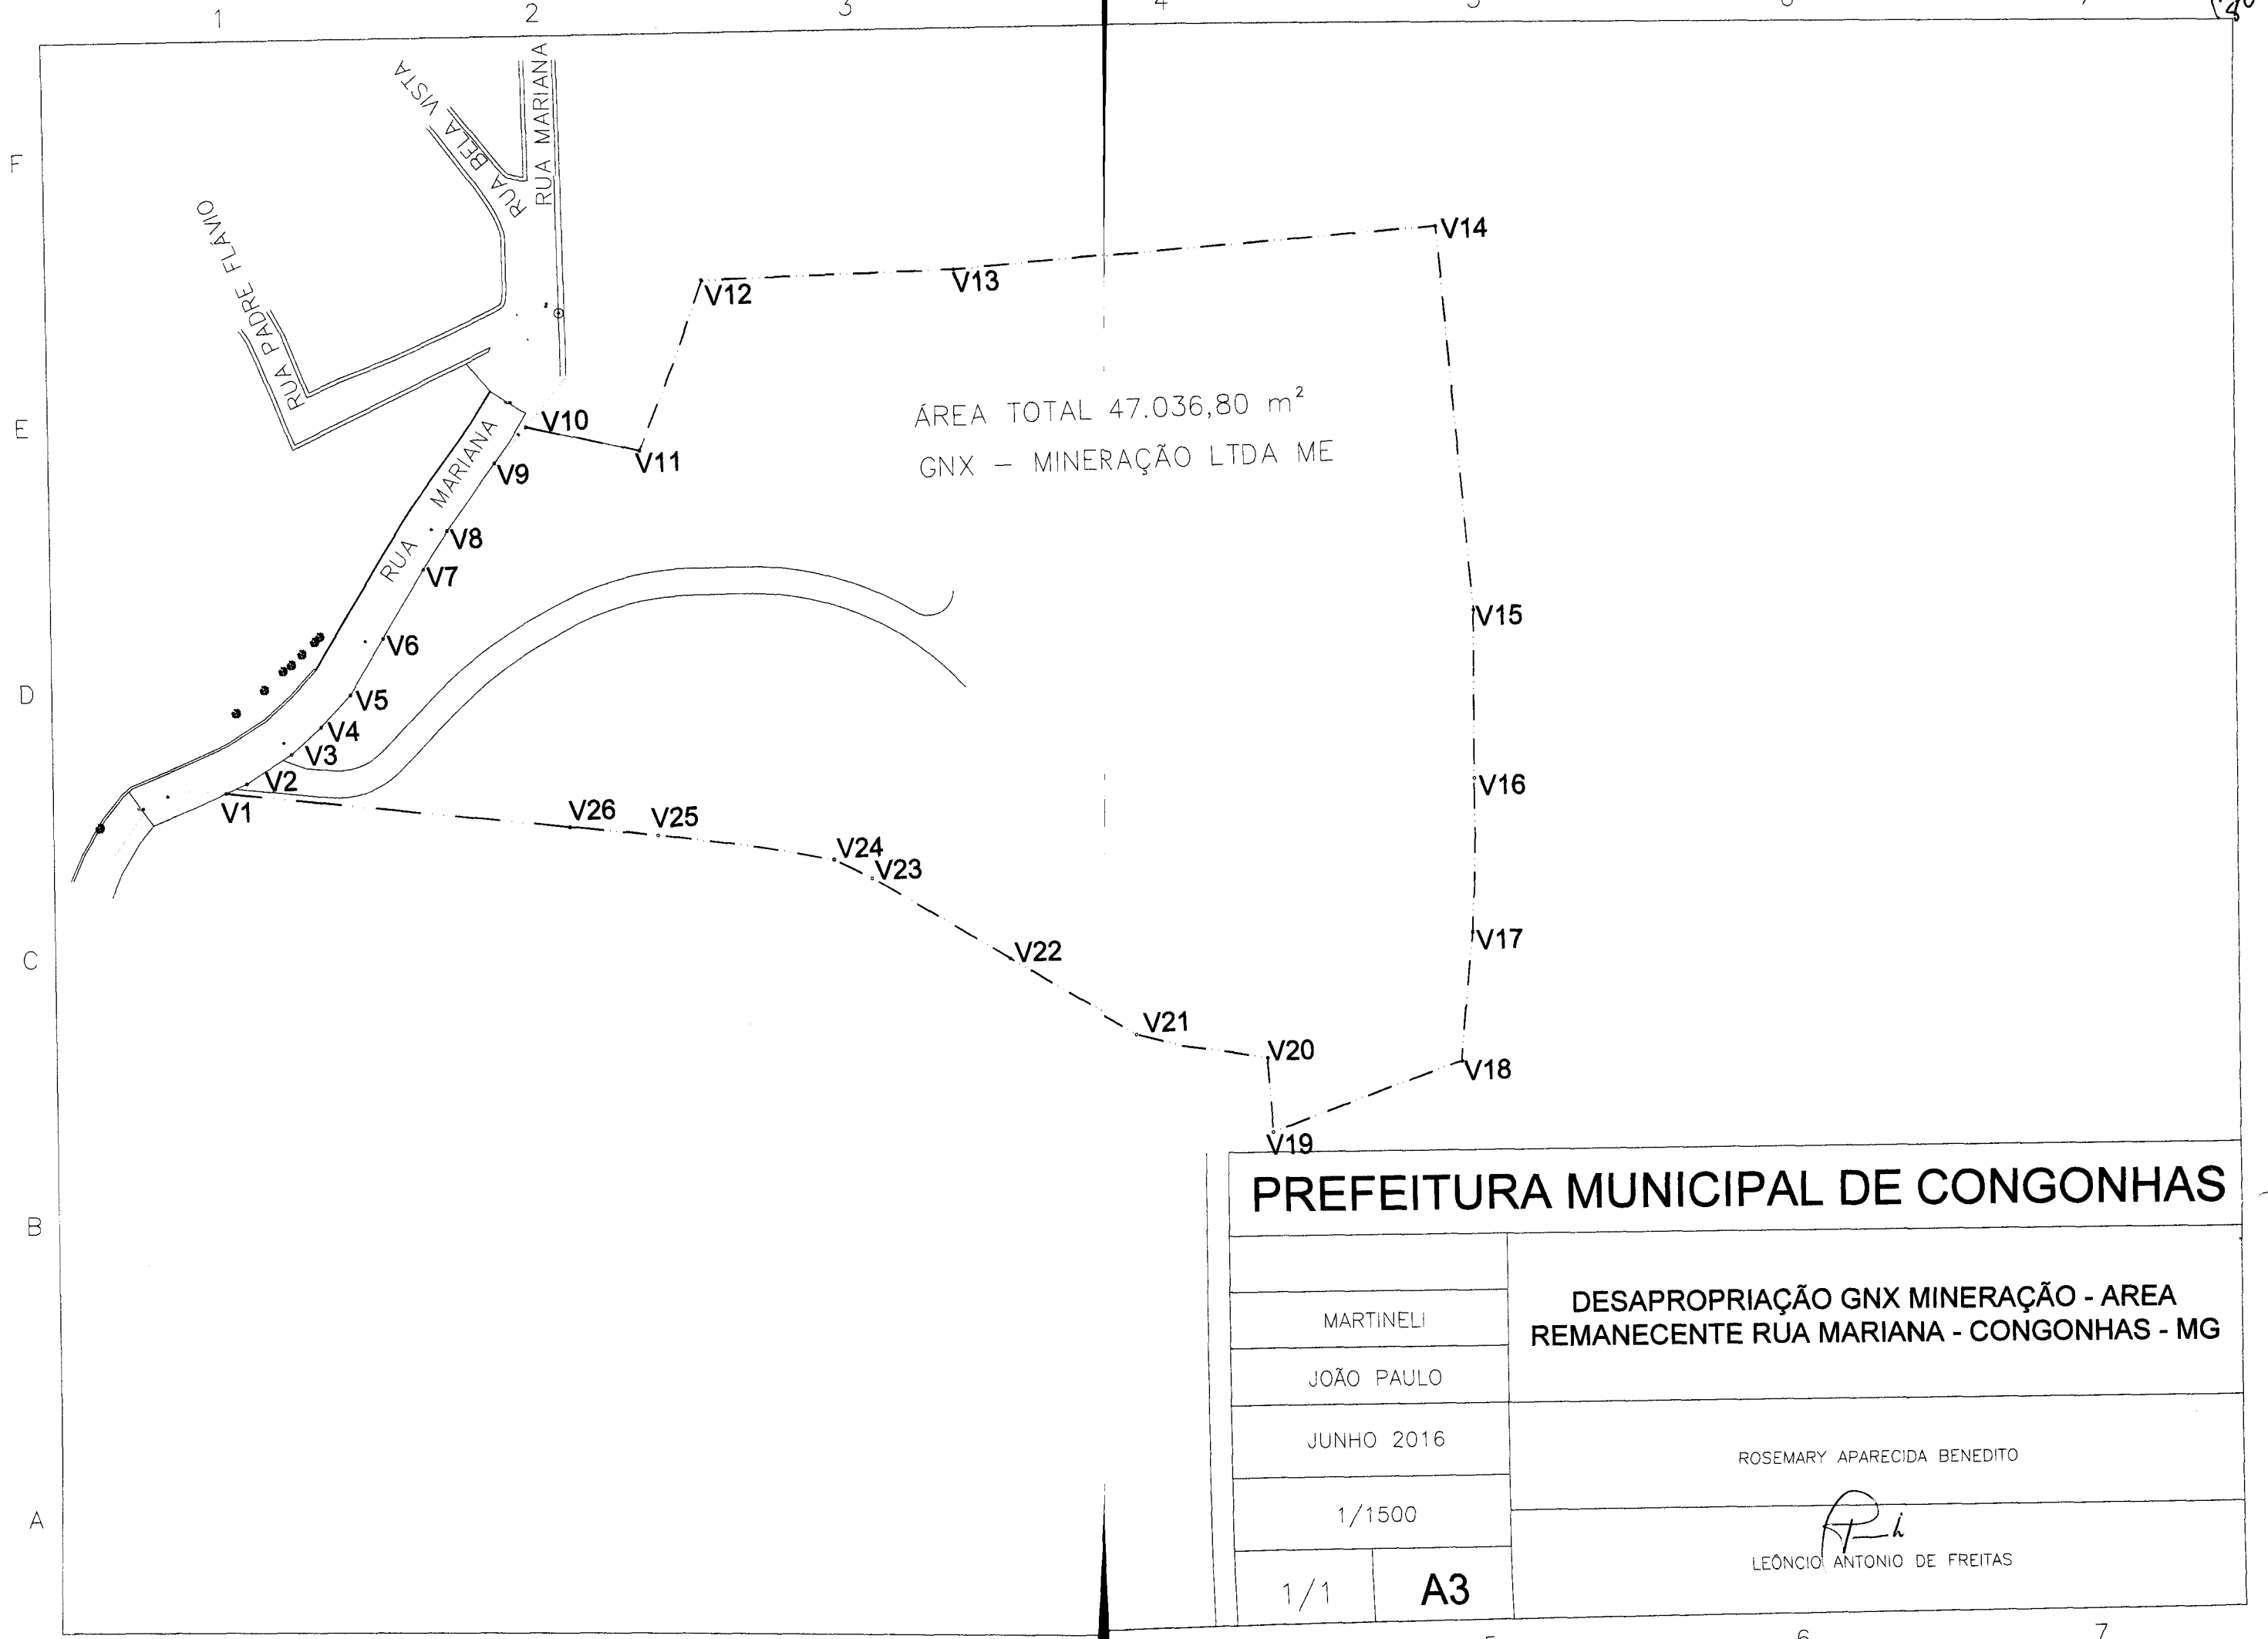 1 2 3 4 5 6 7
F
E
D
C
B
A
RUA BELA VISTA
RUA MARIANA
RUA PADRE FLÁVIO
RUA MARIANA
V14
V13
V12
V10
V11
V9
V8
V7
V6
V5
V4
V3
V2
V1
V26
V25
V24
V23
V22
V21
V20
V19
V18
V17
V16
V15
ÁREA TOTAL 47.036,80 m²
GNX – MINERAÇÃO LTDA ME
PREFEITURA MUNICIPAL DE CONGONHAS
MARTINELI
JOÃO PAULO
JUNHO 2016
1/1500
1/1 A3
DESAPROPRIAÇÃO GNX MINERAÇÃO - AREA
REMANECENTE RUA MARIANA - CONGONHAS - MG
ROSEMARY APARECIDA BENEDITO
LEÔNCIO ANTONIO DE FREITAS
5 6 7